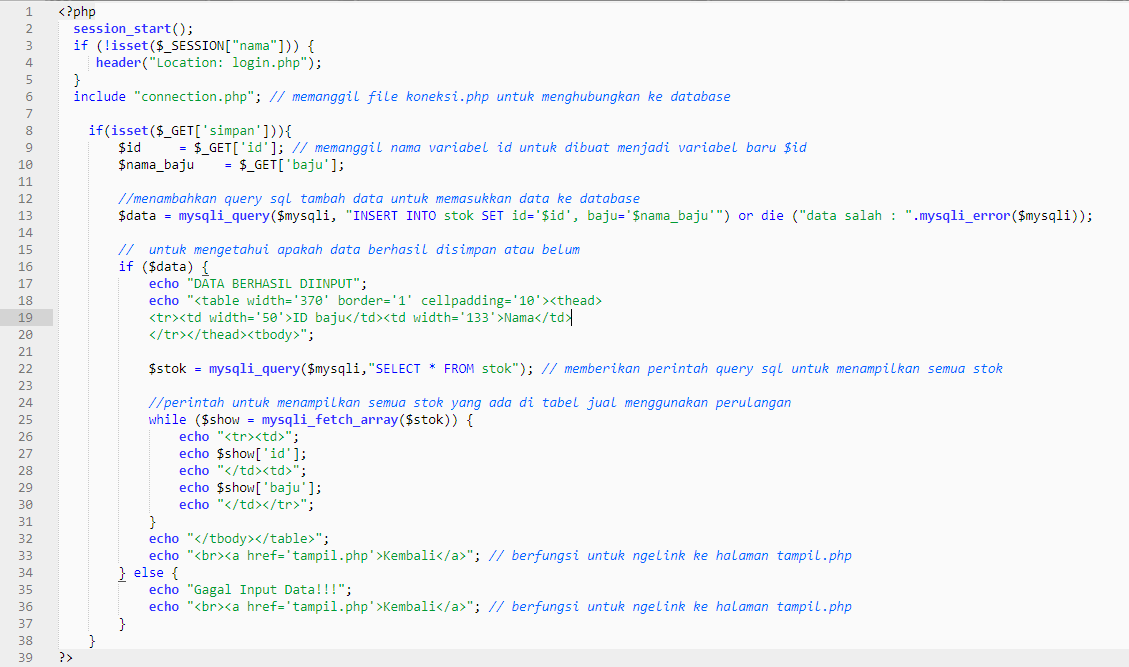 1 <?php
2 session_start();
3 if (!isset($_SESSION["nama"])) {
4 header("Location: login.php");
5 }
6 include "connection.php"; // memanggil file koneksi.php untuk menghubungkan ke database
7
8 if(isset($_GET['simpan'])){
9 $id = $_GET['id']; // memanggil nama variabel id untuk dibuat menjadi variabel baru $id
10 $nama_baju = $_GET['baju'];
11
12 //menambahkan query sql tambah data untuk memasukkan data ke database
13 $data = mysqli_query($mysqli, "INSERT INTO stok SET id='$id', baju='$nama_baju'") or die ("data salah : ".mysqli_error($mysqli));
14
15 // untuk mengetahui apakah data berhasil disimpan atau belum
16 if ($data) {
17 echo "DATA BERHASIL DIINPUT";
18 echo "<table width='370' border='1' cellpadding='10'><thead>
19 <tr><td width='50'>ID baju</td><td width='133'>Nama</td>
20 </tr></thead><tbody>";
21
22 $stok = mysqli_query($mysqli,"SELECT * FROM stok"); // memberikan perintah query sql untuk menampilkan semua stok
23
24 //perintah untuk menampilkan semua stok yang ada di tabel jual menggunakan perulangan
25 while ($show = mysqli_fetch_array($stok)) {
26 echo "<tr><td>";
27 echo $show['id'];
28 echo "</td><td>";
29 echo $show['baju'];
30 echo "</td></tr>";
31 }
32 echo "</tbody></table>";
33 echo "<br><a href='tampil.php'>Kembali</a>"; // berfungsi untuk ngelink ke halaman tampil.php
34 } else {
35 echo "Gagal Input Data!!!";
36 echo "<br><a href='tampil.php'>Kembali</a>"; // berfungsi untuk ngelink ke halaman tampil.php
37 }
38 }
39 ?>